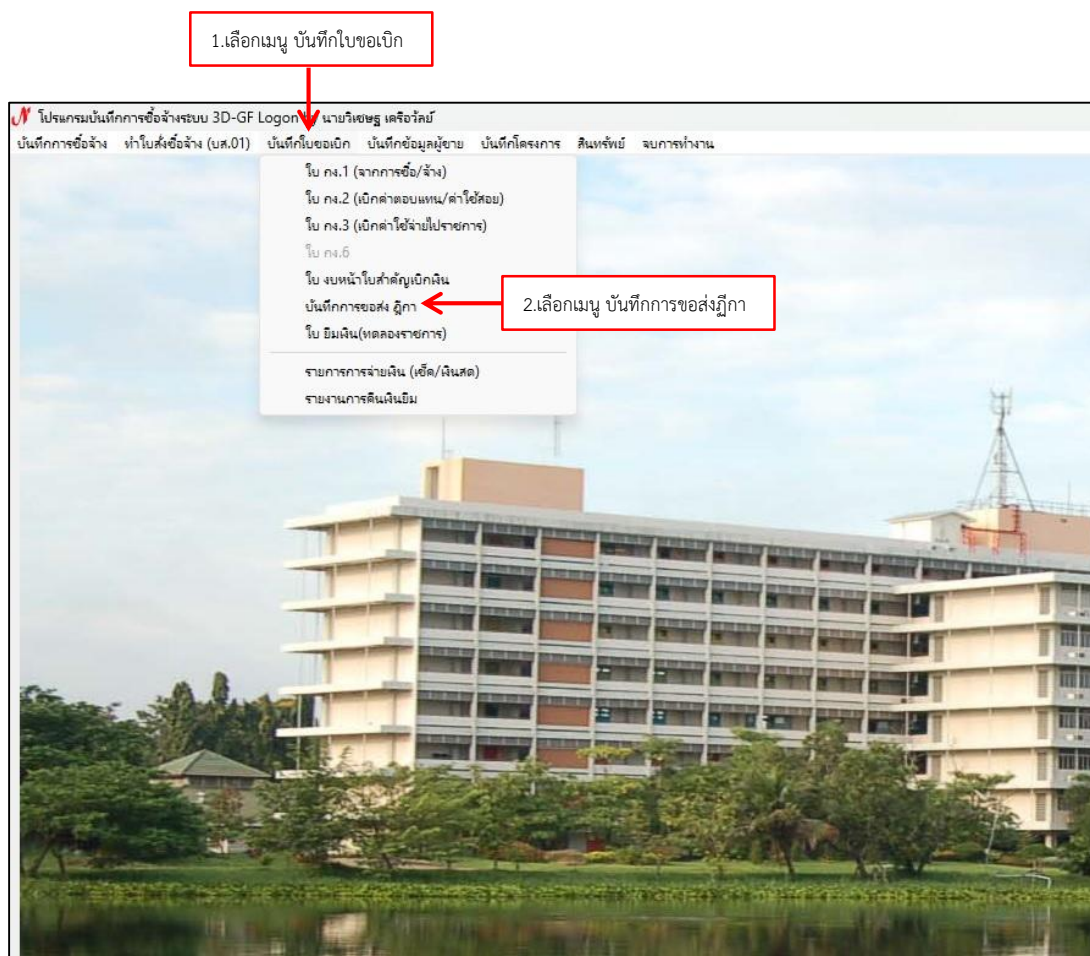 1.เลือกเมนู บันทึกใบขอเบิก
โปรแกรมบันทึกการซื้อจ้างระบบ 3D-GF Logon by นายวิเชษฐ เครือวัลย์
บันทึกการซื้อจ้าง ทำใบสั่งซื้อจ้าง (บส.01) บันทึกใบขอเบิก บันทึกข้อมูลผู้ขาย บันทึกโครงการ สินทรัพย์ จบการทำงาน
ใบ กง.1 (จากการซื้อ/จ้าง)
ใบ กง.2 (เบิกค่าตอบแทน/ค่าใช้สอย)
ใบ กง.3 (เบิกค่าใช้จ่ายไปราชการ)
ใบ กง.6
ใบ งบหน้าใบสำคัญเบิกเงิน
บันทึกการขอส่ง ฎีกา
2.เลือกเมนู บันทึกการขอส่งฎีกา
ใบ ยืมเงิน(ทดลองราชการ)
รายการการจ่ายเงิน (เช็ค/เงินสด)
รายงานการคืนเงินยืม